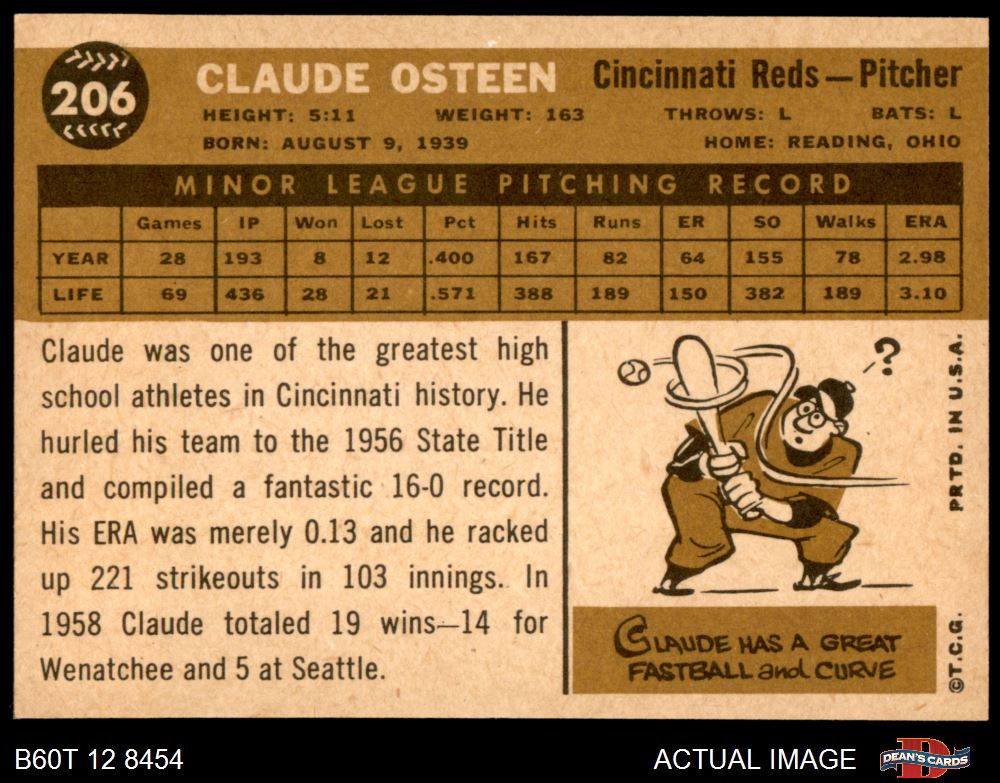 206
CLAUDE OSTEEN Cincinnati Reds—Pitcher
HEIGHT: 5:11 WEIGHT: 163 THROWS: L BATS: L
BORN: AUGUST 9, 1939 HOME: READING, OHIO
MINOR LEAGUE PITCHING RECORD
Games IP Won Lost Pct Hits Runs ER SO Walks ERA
YEAR 28 193 8 12 .400 167 82 64 155 78 2.98
LIFE 69 436 28 21 .571 388 189 150 382 189 3.10
Claude was one of the greatest high
school athletes in Cincinnati history. He
hurled his team to the 1956 State Title
and compiled a fantastic 16-0 record.
His ERA was merely 0.13 and he racked
up 221 strikeouts in 103 innings. In
1958 Claude totaled 19 wins—14 for
Wenatchee and 5 at Seattle.
?
CLAUDE HAS A GREAT
FASTBALL and CURVE
PRTD. IN U.S.A.
©T.C.G.
B60T 12 8454 ACTUAL IMAGE
D
DEAN'S CARDS